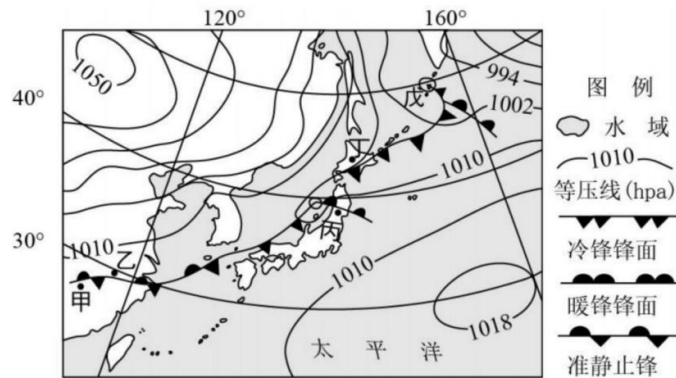 120°
160°
1050
994
戊
1002
40°
丁
1010
丙
30°
1010
乙
甲
1010
1018
太 平 洋
图 例
水 域
1010
等压线(hpa)
冷锋锋面
暖锋锋面
准静止锋